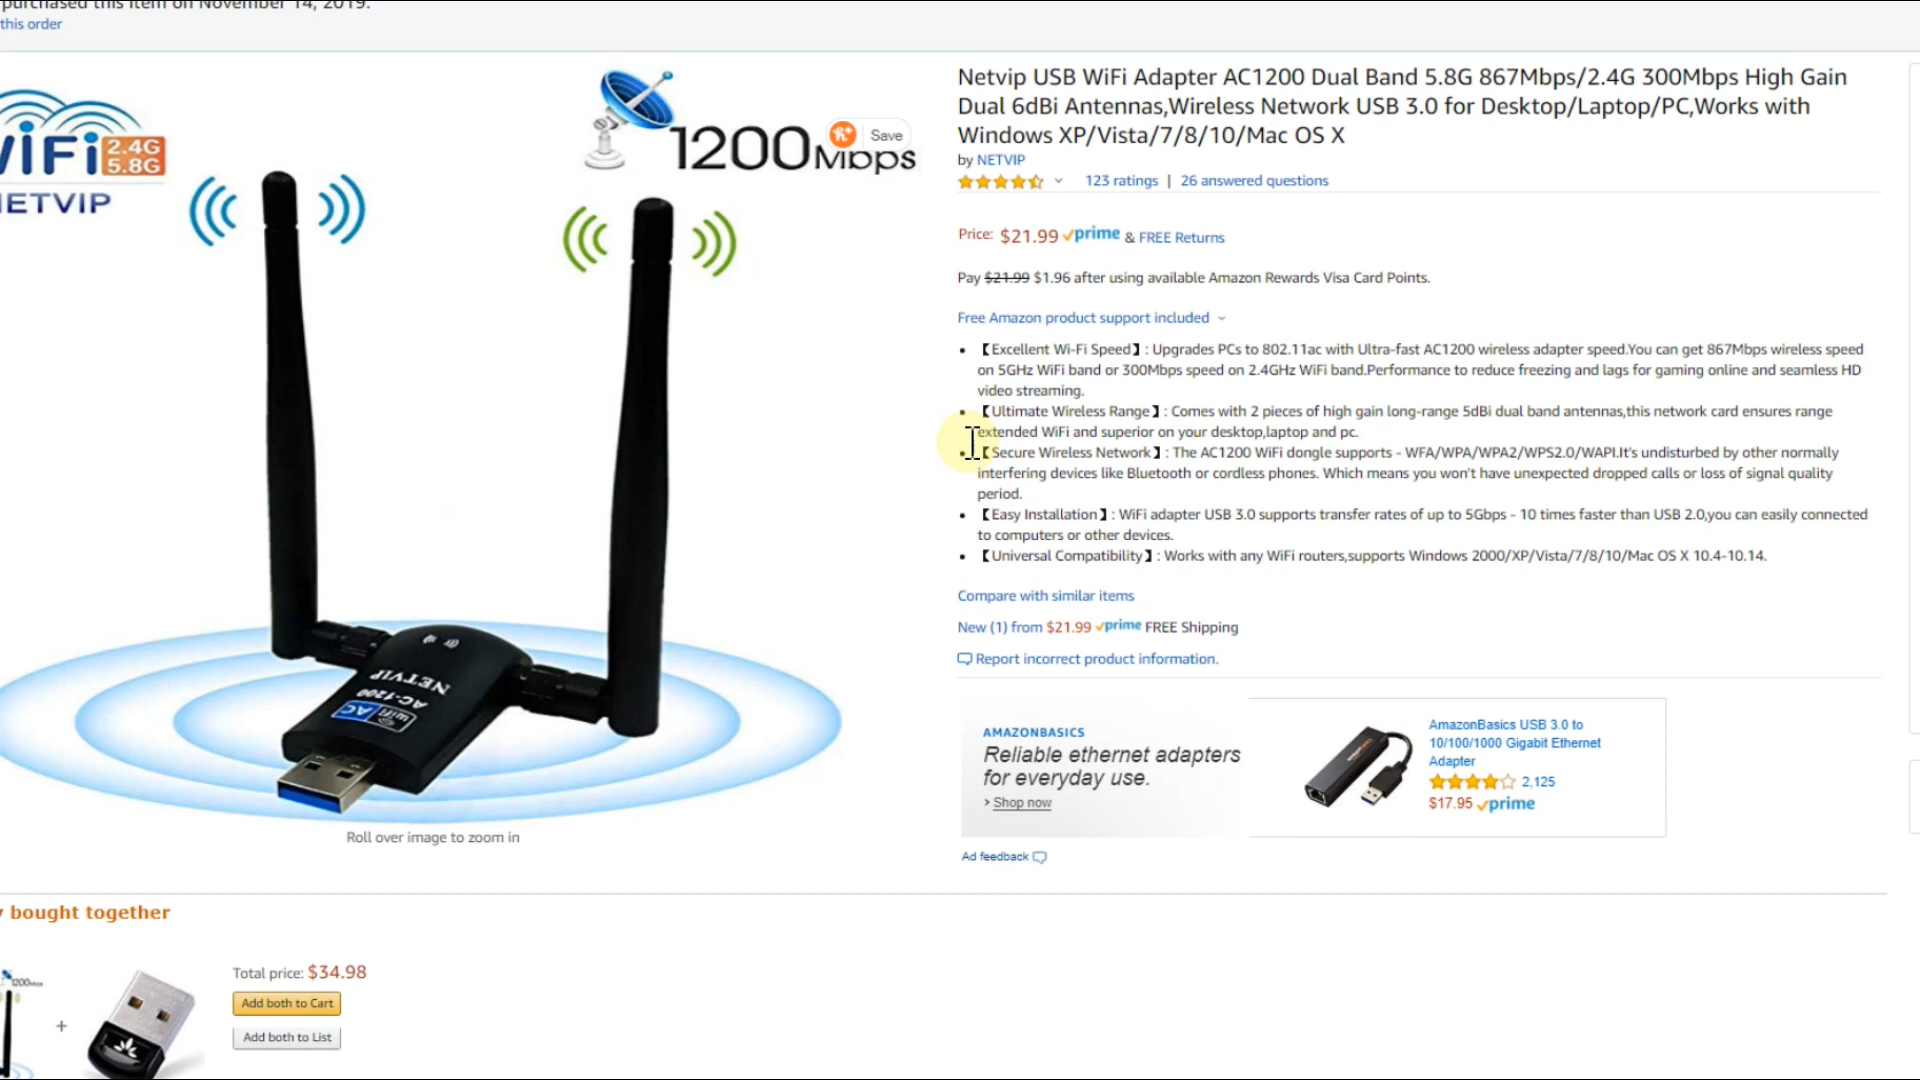 purchased this item on November 14, 2019.
this order
WiFi 2.4G
5.8G
NETVIP
1200Mbps
Save
Netvip USB WiFi Adapter AC1200 Dual Band 5.8G 867Mbps/2.4G 300Mbps High Gain
Dual 6dBi Antennas,Wireless Network USB 3.0 for Desktop/Laptop/PC,Works with
Windows XP/Vista/7/8/10/Mac OS X
by NETVIP
123 ratings | 26 answered questions
Price: $21.99 prime & FREE Returns
Pay $21.99 $1.96 after using available Amazon Rewards Visa Card Points.
Free Amazon product support included
• 【Excellent Wi-Fi Speed】: Upgrades PCs to 802.11ac with Ultra-fast AC1200 wireless adapter speed.You can get 867Mbps wireless speed
on 5GHz WiFi band or 300Mbps speed on 2.4GHz WiFi band.Performance to reduce freezing and lags for gaming online and seamless HD
video streaming.
• 【Ultimate Wireless Range】: Comes with 2 pieces of high gain long-range 5dBi dual band antennas,this network card ensures range
extended WiFi and superior on your desktop,laptop and pc.
• 【Secure Wireless Network】: The AC1200 WiFi dongle supports - WFA/WPA/WPA2/WPS2.0/WAPI.It's undisturbed by other normally
interfering devices like Bluetooth or cordless phones. Which means you won't have unexpected dropped calls or loss of signal quality
period.
• 【Easy Installation】: WiFi adapter USB 3.0 supports transfer rates of up to 5Gbps - 10 times faster than USB 2.0,you can easily connected
to computers or other devices.
• 【Universal Compatibility】: Works with any WiFi routers,supports Windows 2000/XP/Vista/7/8/10/Mac OS X 10.4-10.14.
Compare with similar items
New (1) from $21.99 prime FREE Shipping
Report incorrect product information.
NETVIP
AC-1200
WiFi AC
Roll over image to zoom in
AMAZONBASICS
Reliable ethernet adapters
for everyday use.
› Shop now
AmazonBasics USB 3.0 to
10/100/1000 Gigabit Ethernet
Adapter
2,125
$17.95 prime
Ad feedback
y bought together
1200Mbps
+
Total price: $34.98
Add both to Cart
Add both to List